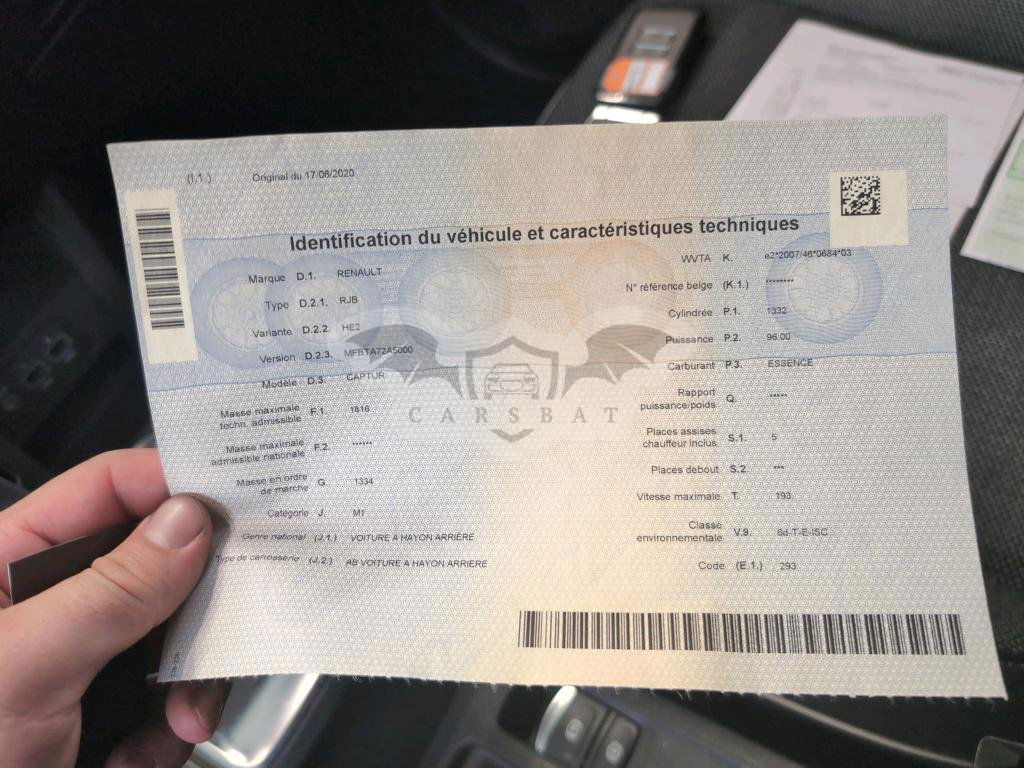 (I.1.) Original du 17/06/2020
Identification du véhicule et caractéristiques techniques
Marque D.1. RENAULT
Type D.2.1. RJB
Variante D.2.2. HE2
Version D.2.3. MFBTA72A5000
Modèle D.3. CAPTUR
Masse maximale
techn. admissible F.1. 1816
Masse maximale
admissible nationale F.2. ******
Masse en ordre
de marche G 1334
Catégorie J. M1
Genre national (J.1.) VOITURE A HAYON ARRIERE
Type de carrosserie (J.2.) AB VOITURE A HAYON ARRIERE
WVTA K. e2*2007/46*0684*03
N° référence belge (K.1.) ********
Cylindrée P.1. 1332
Puissance P.2. 96.00
Carburant P.3. ESSENCE
Rapport
puissance/poids Q. *****
Places assises
chauffeur inclus S.1. 5
Places debout S.2. ***
Vitesse maximale T. 193
Classe
environnementale V.9. 6d-T-E-ISC
Code (E.1.) 293
CARSBAT